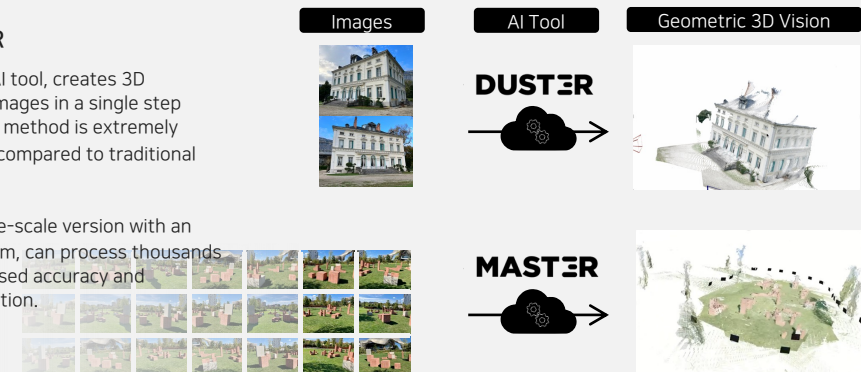 Images
AI Tool
Geometric 3D Vision
R
AI tool, creates 3D
mages in a single step
method is extremely
compared to traditional
DUSTER
e-scale version with an
m, can process thousands
sed accuracy and
tion.
MASTER